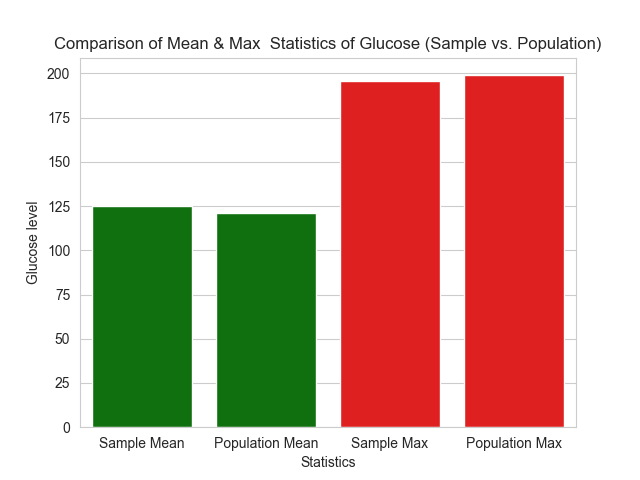 Comparison of Mean & Max  Statistics of Glucose (Sample vs. Population)
200
175
150
125
100
75
50
25
0
Glucose level
Sample Mean Population Mean Sample Max Population Max
Statistics